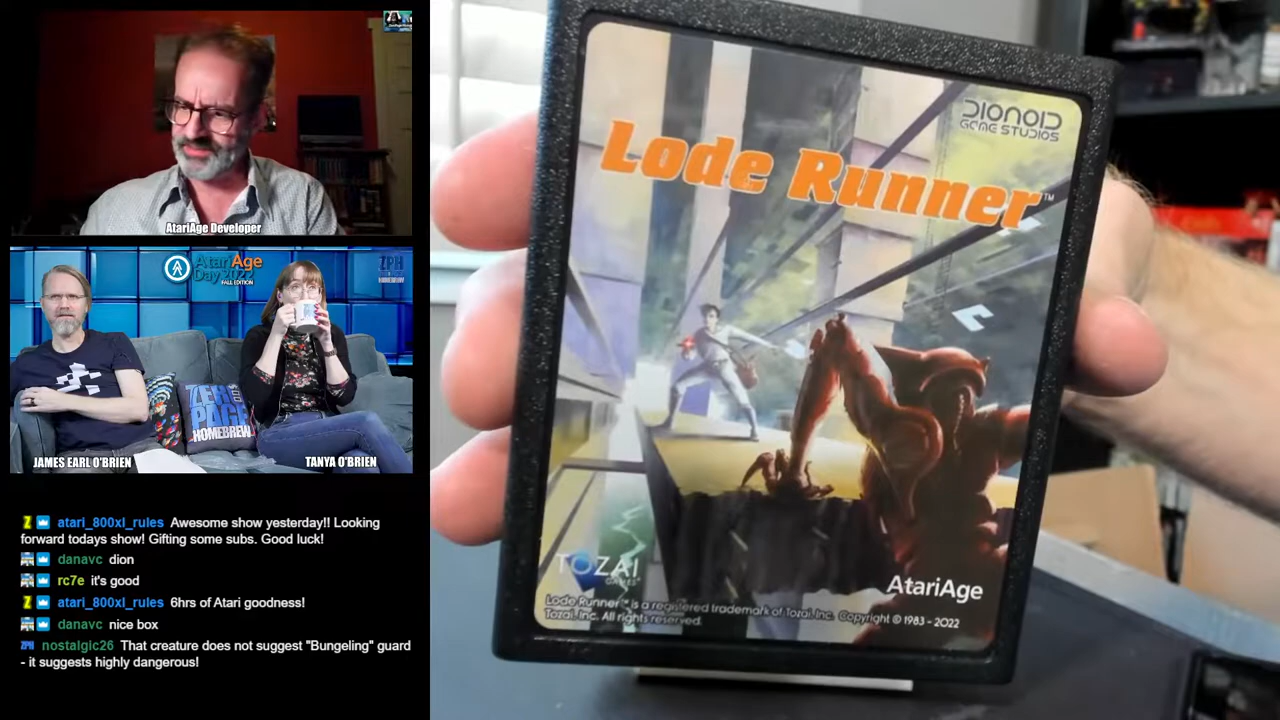 AtariAge Developer
AtariAge
Day 2022
FALL EDITION
ZPH
HOMEBREW
ZERO
PAGE
HOMEBREW
JAMES EARL O'BRIEN
TANYA O'BRIEN
atari_800xl_rules Awesome show yesterday!! Looking
forward todays show! Gifting some subs. Good luck!
danavc dion
rc7e it's good
atari_800xl_rules 6hrs of Atari goodness!
danavc nice box
nostalgic26 That creature does not suggest "Bungeling" guard
- it suggests highly dangerous!
DIONOID
GAME STUDIOS
Lode Runner™
TOZAI
GAMES
AtariAge
Lode Runner™ is a registered trademark of Tozai, Inc. Copyright © 1983 - 2022
Tozai, Inc. All rights reserved.